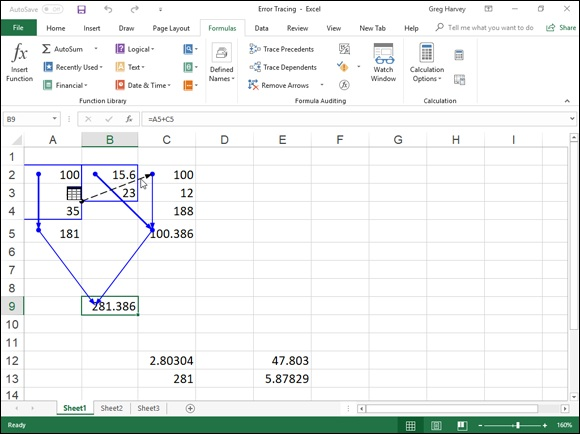 AutoSave Off Error Tracing - Excel Greg Harvey
File Home Insert Draw Page Layout Formulas Data Review View New Tab Help Tell me what you want to do Share
Insert Function
Σ AutoSum
Recently Used
Financial
Logical
Text
Date & Time
Function Library
Defined Names
Trace Precedents
Trace Dependents
Remove Arrows
Formula Auditing
Watch Window
Calculation Options
Calculation
B9 fx =A5+C5
A B C D E F G H I
1
2 100 15.6 100
3 23 12
4 35 188
5 181 100.386
6
7
8
9 281.386
10
11
12 2.80304 47.803
13 281 5.87829
14
Sheet1 Sheet2 Sheet3
Ready 160%